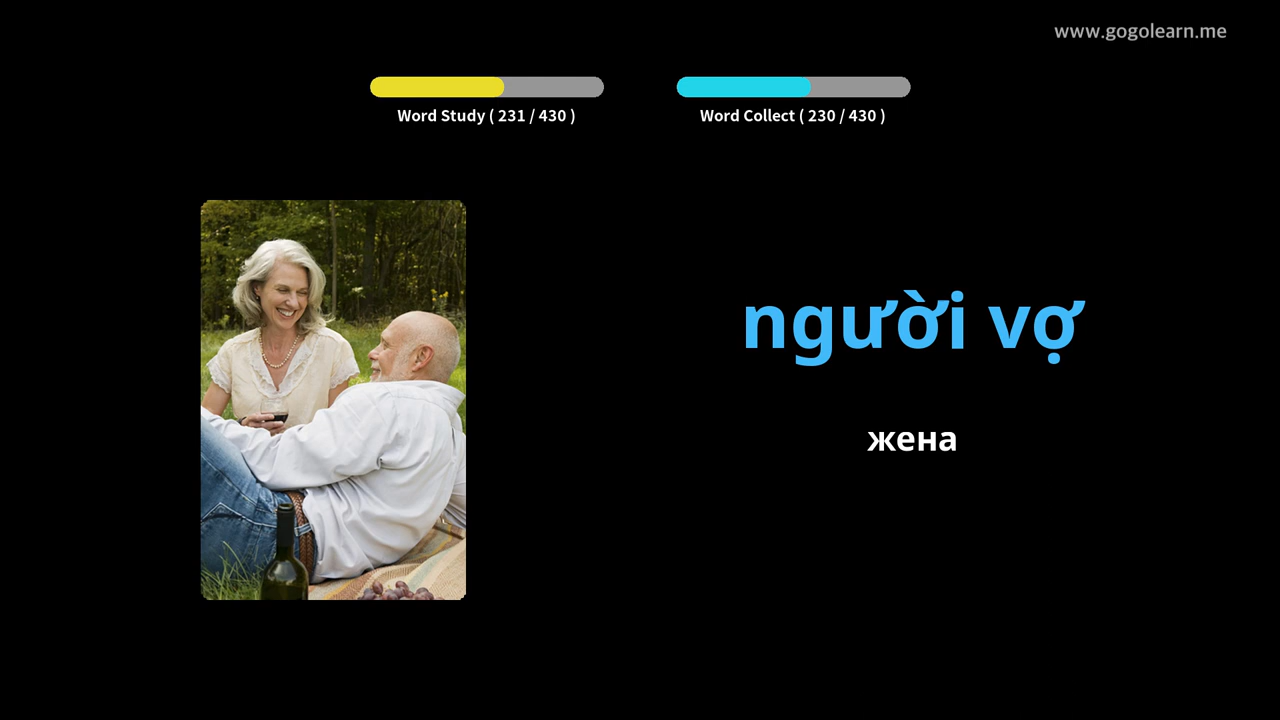 www.gogolearn.me
Word Study ( 231 / 430 )
Word Collect ( 230 / 430 )
người vợ
жена